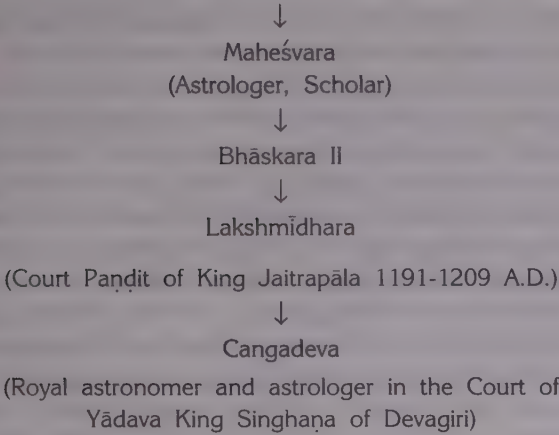 ↓
Maheśvara
(Astrologer, Scholar)
↓
Bhāskara II
↓
Lakshmīdhara
(Court Paṇḍit of King Jaitrapāla 1191-1209 A.D.)
↓
Cangadeva
(Royal astronomer and astrologer in the Court of
Yādava King Singhaṇa of Devagiri)